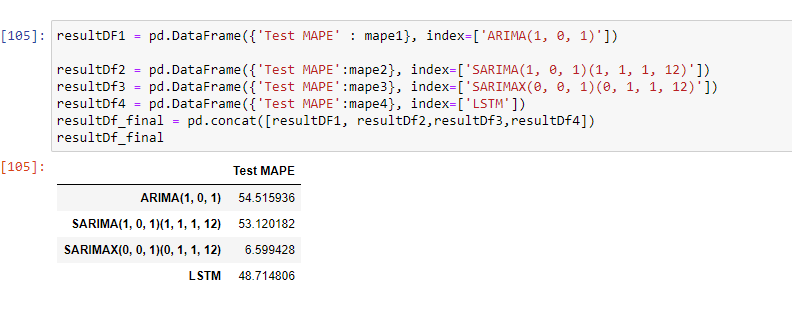 [105]: resultDF1 = pd.DataFrame({'Test MAPE' : mape1}, index=['ARIMA(1, 0, 1)'])
resultDf2 = pd.DataFrame({'Test MAPE':mape2}, index=['SARIMA(1, 0, 1)(1, 1, 1, 12)'])
resultDf3 = pd.DataFrame({'Test MAPE':mape3}, index=['SARIMAX(0, 0, 1)(0, 1, 1, 12)'])
resultDf4 = pd.DataFrame({'Test MAPE':mape4}, index=['LSTM'])
resultDf_final = pd.concat([resultDF1, resultDf2,resultDf3,resultDf4])
resultDf_final
[105]:
Test MAPE
ARIMA(1, 0, 1) 54.515936
SARIMA(1, 0, 1)(1, 1, 1, 12) 53.120182
SARIMAX(0, 0, 1)(0, 1, 1, 12) 6.599428
LSTM 48.714806